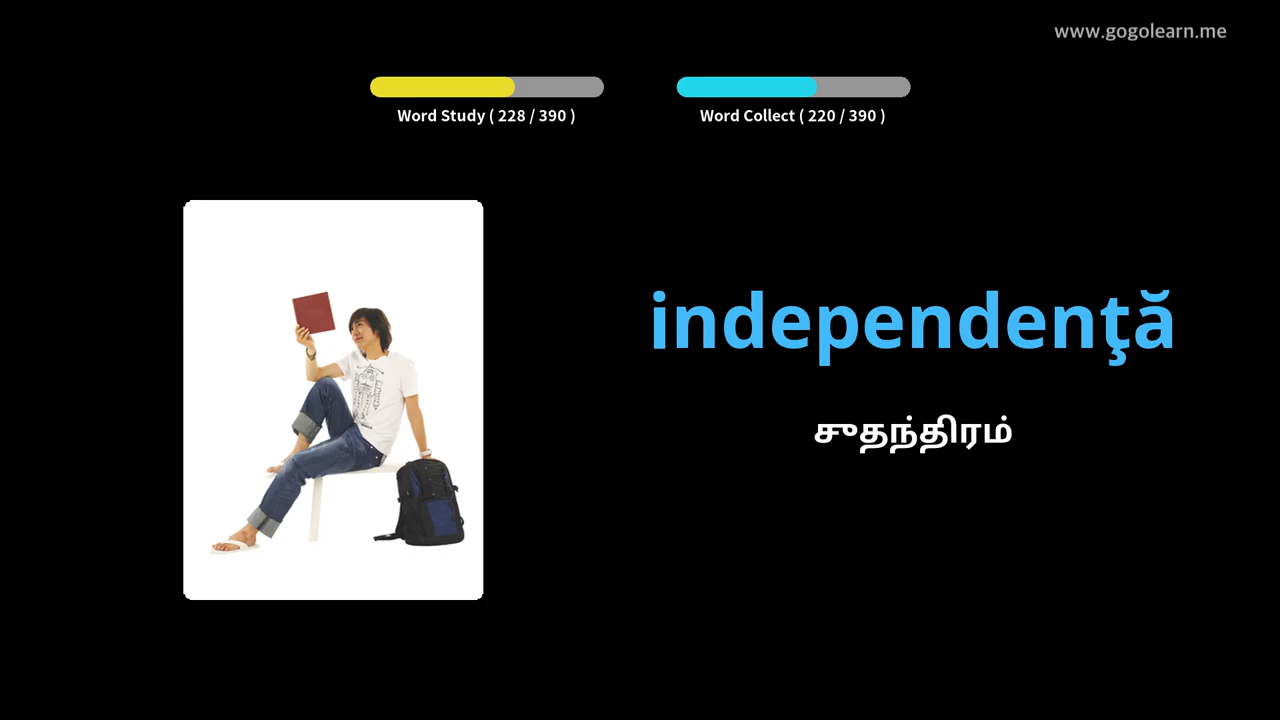 www.gogolearn.me
Word Study ( 228 / 390 )
Word Collect ( 220 / 390 )
independenţă
சுதந்திரம்